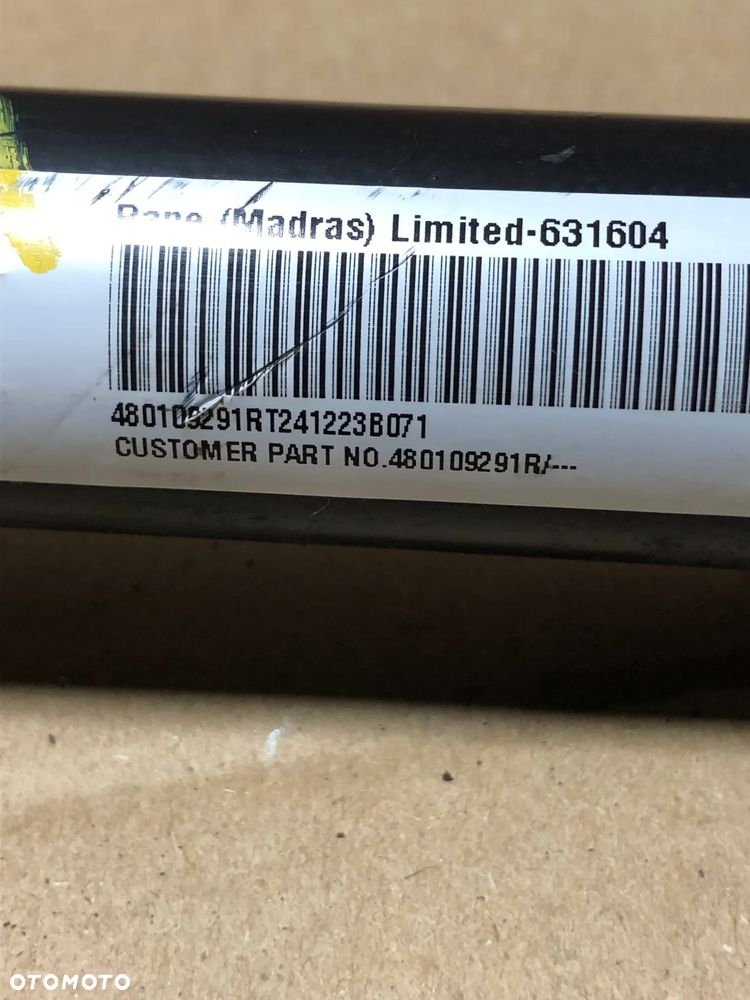 Rane (Madras) Limited-631604
480109291RT241223B071
CUSTOMER PART NO.480109291R/---
OTOMOTO